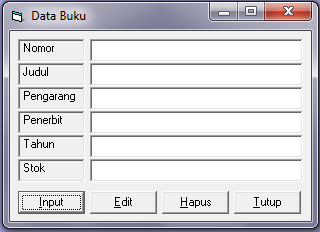 Data Buku
Nomor
Judul
Pengarang
Penerbit
Tahun
Stok
Input Edit Hapus Tutup